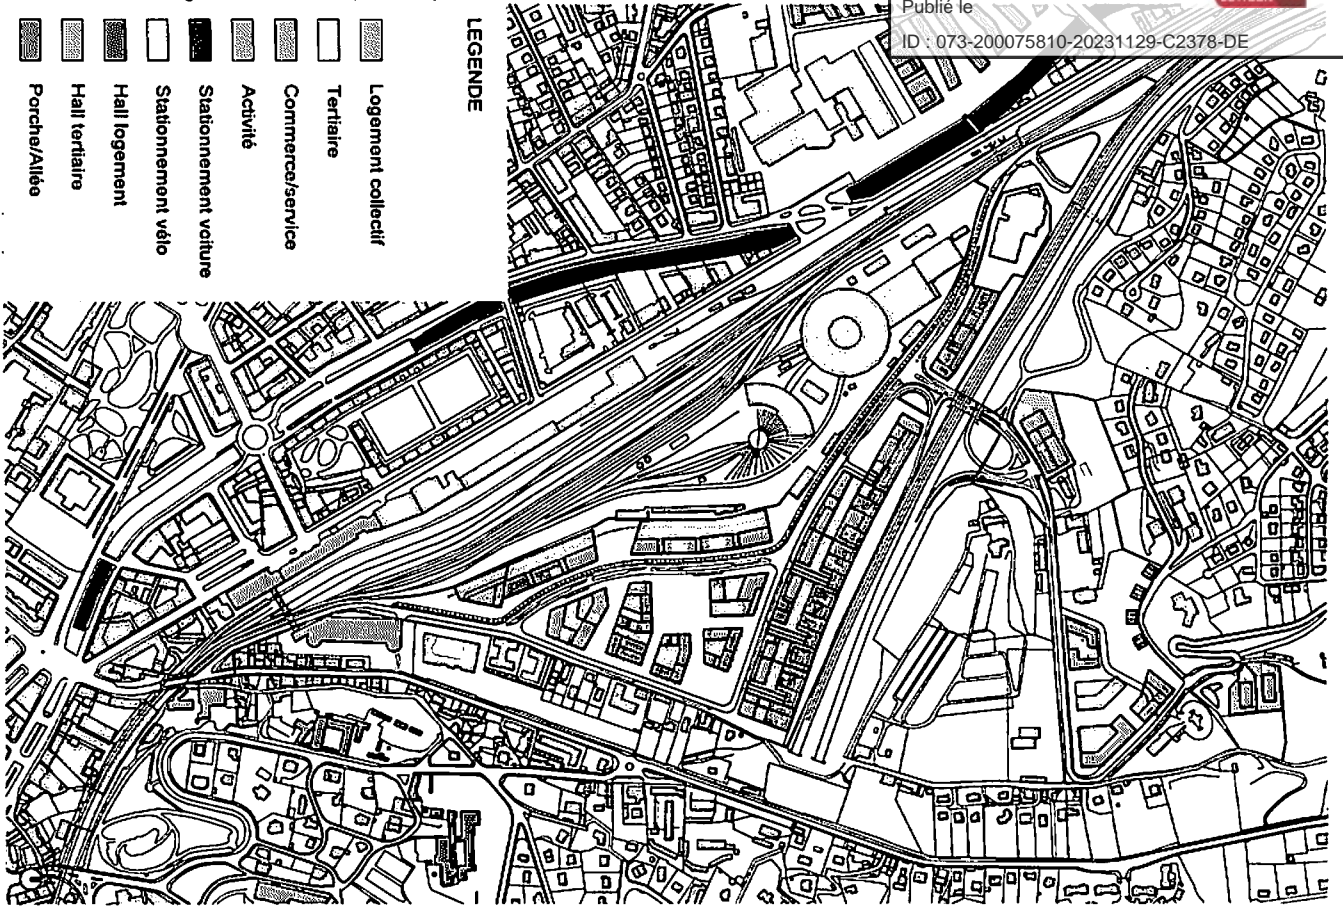 Publié le
ID : 073-200075810-20231129-C2378-DE
LEGENDE
Logement collectif
Tertiaire
Commerce/service
Activité
Stationnement voiture
Stationnement vélo
Hall logement
Hall tertiaire
Porche/Allée